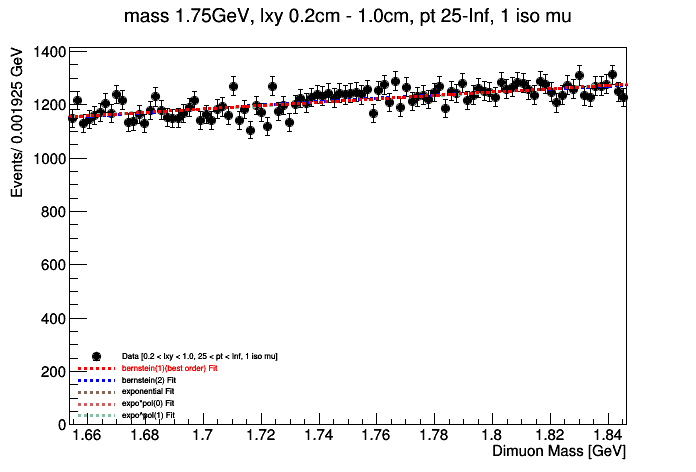 mass 1.75GeV, lxy 0.2cm - 1.0cm, pt 25-Inf, 1 iso mu
Events/ 0.001925 GeV
1400
1200
1000
800
600
400
200
0
Data [0.2 < lxy < 1.0, 25 < pt < Inf, 1 iso mu]
bernstein(1)(best order) Fit
bernstein(2) Fit
exponential Fit
expo*pol(0) Fit
expo*pol(1) Fit
1.66 1.68 1.7 1.72 1.74 1.76 1.78 1.8 1.82 1.84
Dimuon Mass [GeV]